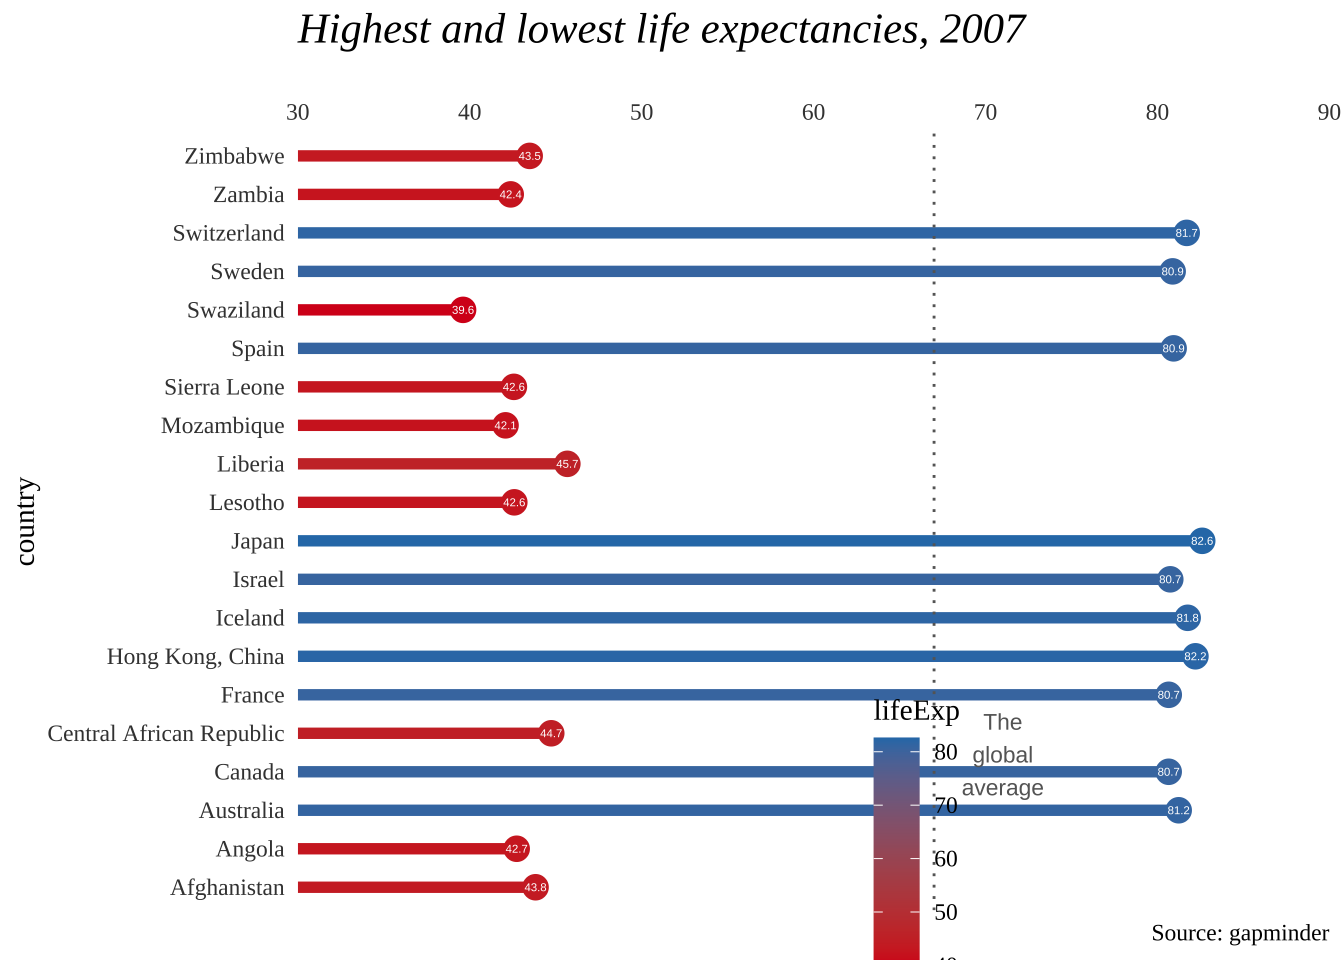 Highest and lowest life expectancies, 2007
30 40 50 60 70 80 90
Zimbabwe 43.5
Zambia 42.4
Switzerland 81.7
Sweden 80.9
Swaziland 39.6
Spain 80.9
Sierra Leone 42.6
Mozambique 42.1
Liberia 45.7
Lesotho 42.6
country
Japan 82.6
Israel 80.7
Iceland 81.8
Hong Kong, China 82.2
France 80.7
Central African Republic 44.7
Canada 80.7
Australia 81.2
Angola 42.7
Afghanistan 43.8
lifeExp
80
70
60
50
The
global
average
Source: gapminder